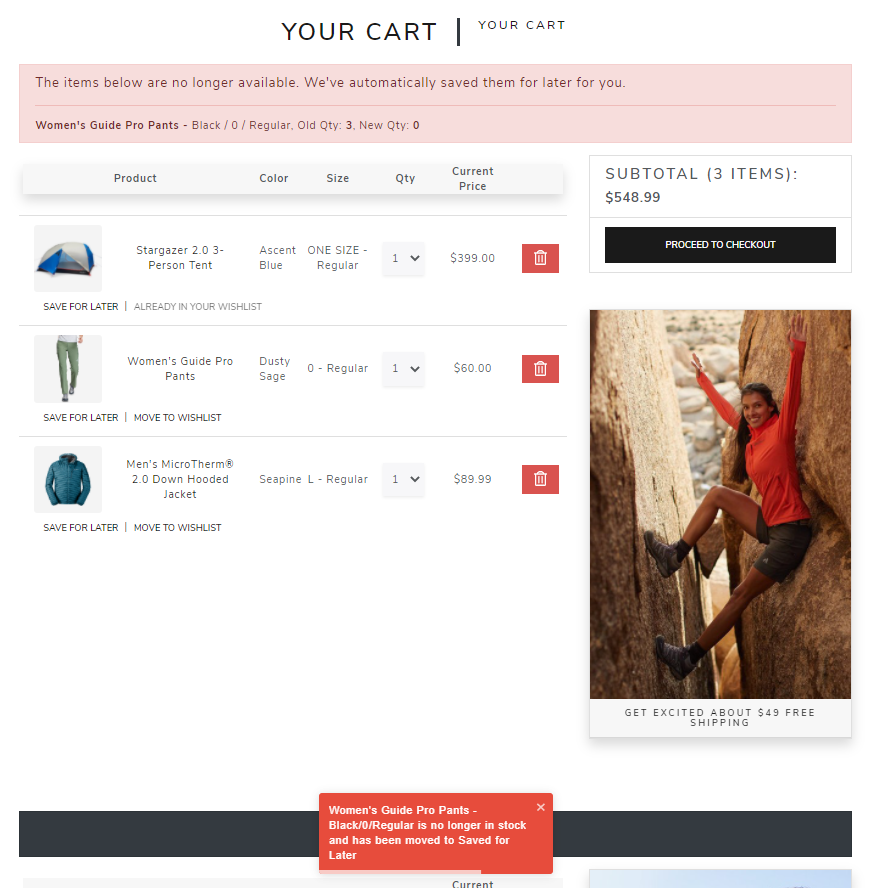 YOUR CART
YOUR CART
The items below are no longer available. We've automatically saved them for later for you.
Women's Guide Pro Pants - Black / 0 / Regular, Old Qty: 3, New Qty: 0
Product Color Size Qty Current
Price
Stargazer 2.0 3-
Person Tent
Ascent
Blue
ONE SIZE -
Regular
1
$399.00
SAVE FOR LATER | ALREADY IN YOUR WISHLIST
Women's Guide Pro
Pants
Dusty
Sage
0 - Regular
1
$60.00
SAVE FOR LATER | MOVE TO WISHLIST
Men's MicroTherm®
2.0 Down Hooded
Jacket
Seapine
L - Regular
1
$89.99
SAVE FOR LATER | MOVE TO WISHLIST
SUBTOTAL (3 ITEMS):
$548.99
PROCEED TO CHECKOUT
GET EXCITED ABOUT $49 FREE
SHIPPING
Women's Guide Pro Pants -
Black/0/Regular is no longer in stock
and has been moved to Saved for
Later
×
Current